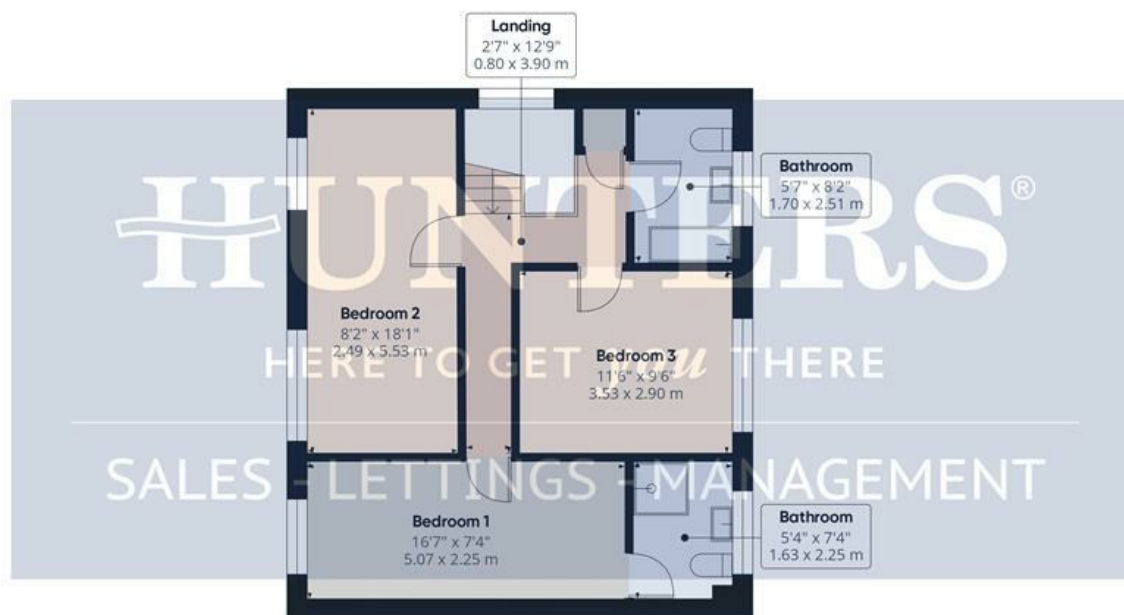 Landing
2'7" x 12'9"
0.80 x 3.90 m
HUNTERS®
Bathroom
5'7" x 8'2"
1.70 x 2.51 m
Bedroom 2
8'2" x 18'1"
2.49 x 5.53 m
Bedroom 3
11'6" x 9'6"
3.53 x 2.90 m
HERE TO GET you THERE
SALES - LETTINGS - MANAGEMENT
Bedroom 1
16'7" x 7'4"
5.07 x 2.25 m
Bathroom
5'4" x 7'4"
1.63 x 2.25 m